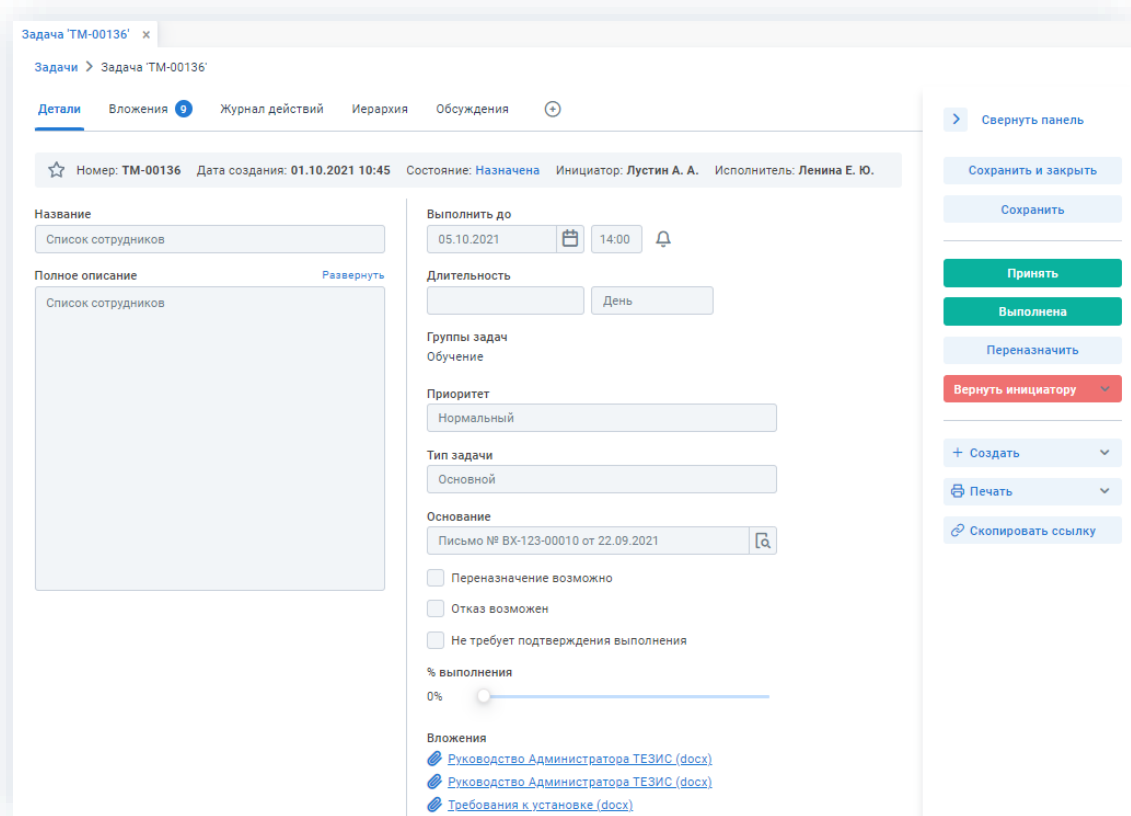 Задача 'ТМ-00136' ×
Задачи > Задача 'ТМ-00136'
Детали Вложения 9 Журнал действий Иерархия Обсуждения
Номер: ТМ-00136 Дата создания: 01.10.2021 10:45 Состояние: Назначена Инициатор: Лустин А. А. Исполнитель: Ленина Е. Ю.
Название
Список сотрудников
Полное описание Развернуть
Список сотрудников
Выполнить до
05.10.2021 14:00
Длительность
День
Группы задач
Обучение
Приоритет
Нормальный
Тип задачи
Основной
Основание
Письмо № ВХ-123-00010 от 22.09.2021
Переназначение возможно
Отказ возможен
Не требует подтверждения выполнения
% выполнения
0%
Вложения
Руководство Администратора ТЕЗИС (docx)
Руководство Администратора ТЕЗИС (docx)
Требования к установке (docx)
Свернуть панель
Сохранить и закрыть
Сохранить
Принять
Выполнена
Переназначить
Вернуть инициатору
+ Создать
Печать
Скопировать ссылку